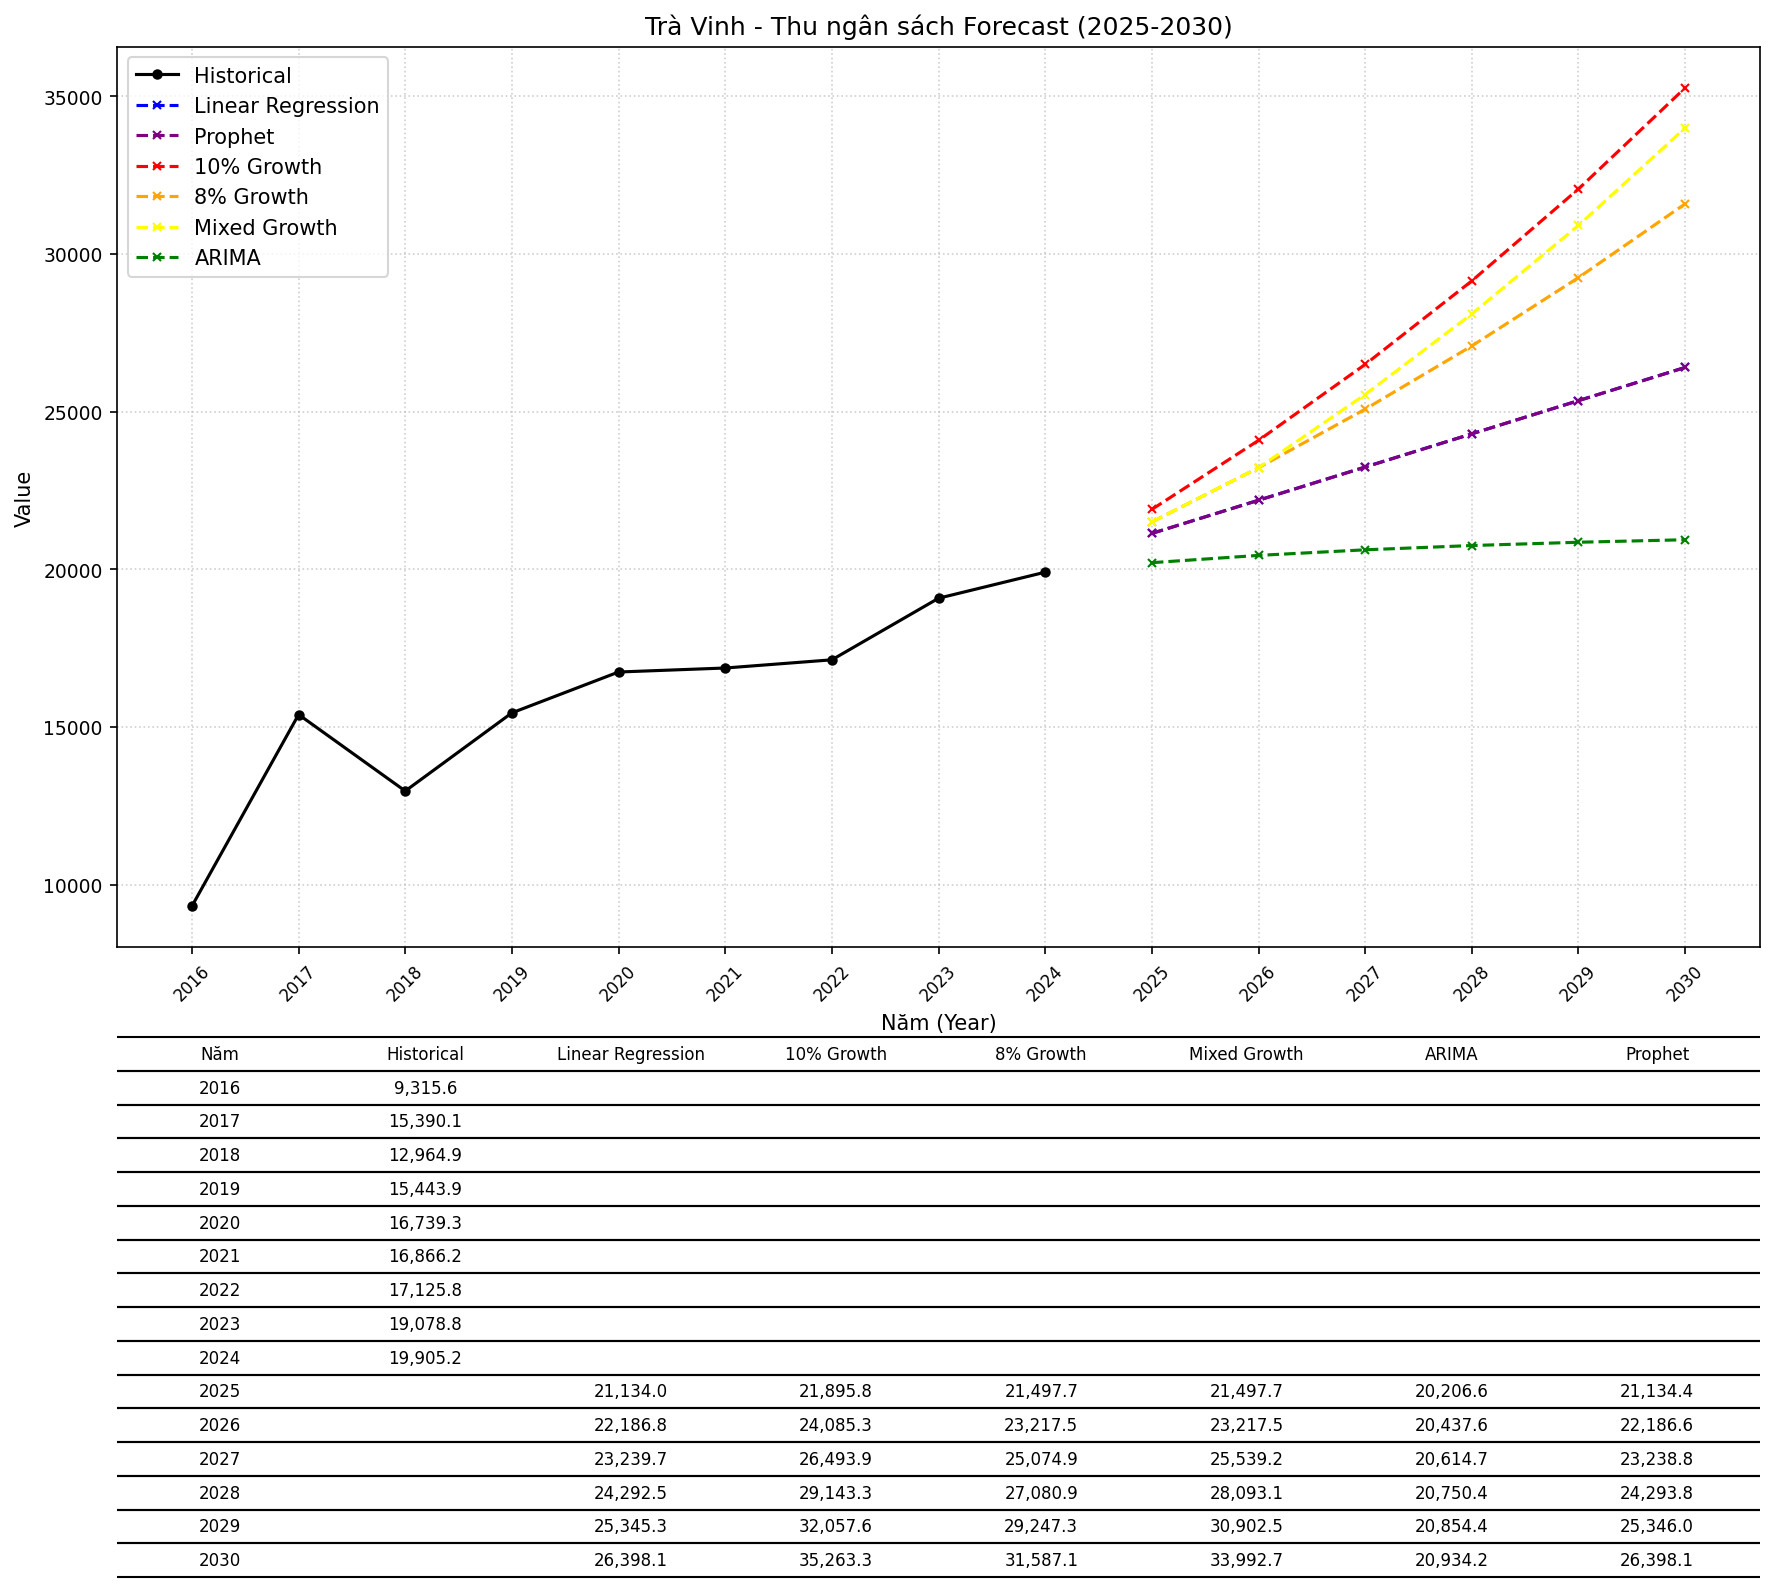 Trà Vinh - Thu ngân sách Forecast (2025-2030)
Historical
Linear Regression
Prophet
10% Growth
8% Growth
Mixed Growth
ARIMA
Value
35000
30000
25000
20000
15000
10000
2016 2017 2018 2019 2020 2021 2022 2023 2024 2025 2026 2027 2028 2029 2030
Năm (Year)
Năm Historical Linear Regression 10% Growth 8% Growth Mixed Growth ARIMA Prophet
2016 9,315.6
2017 15,390.1
2018 12,964.9
2019 15,443.9
2020 16,739.3
2021 16,866.2
2022 17,125.8
2023 19,078.8
2024 19,905.2
2025 21,134.0 21,895.8 21,497.7 21,497.7 20,206.6 21,134.4
2026 22,186.8 24,085.3 23,217.5 23,217.5 20,437.6 22,186.6
2027 23,239.7 26,493.9 25,074.9 25,539.2 20,614.7 23,238.8
2028 24,292.5 29,143.3 27,080.9 28,093.1 20,750.4 24,293.8
2029 25,345.3 32,057.6 29,247.3 30,902.5 20,854.4 25,346.0
2030 26,398.1 35,263.3 31,587.1 33,992.7 20,934.2 26,398.1